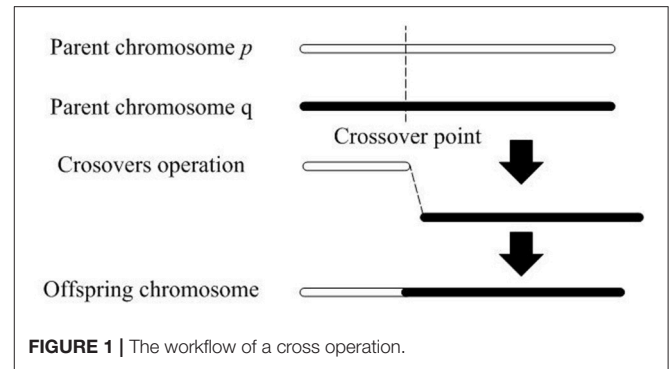 Parent chromosome p
Parent chromosome q
Crossover point
Crosovers operation
Offspring chromosome
FIGURE 1 | The workflow of a cross operation.